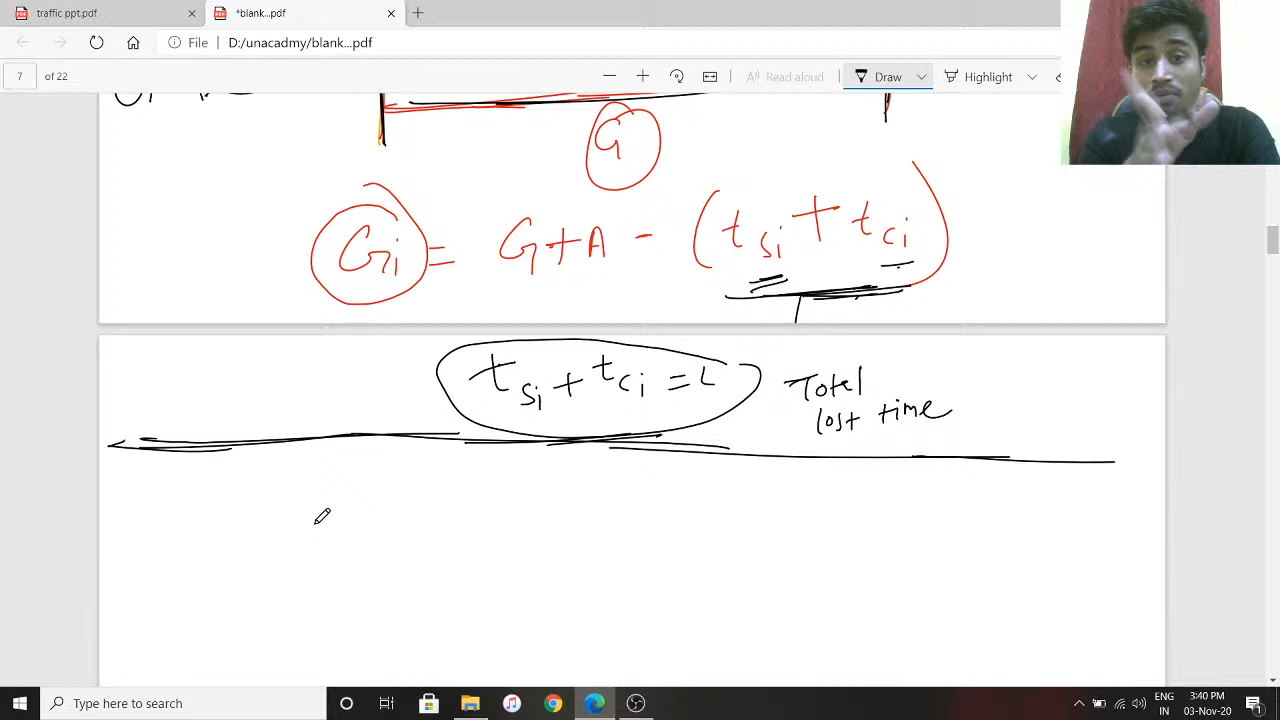 traffic ppt.pdf
*blank...pdf
File D:/unacadmy/blank...pdf
7 of 22
Read aloud
Draw
Highlight
G
Gi = G+A - (tsi + tci)
tsi + tci = L
Total
lost time
Type here to search
ENG
IN
3:40 PM
03-Nov-20
1